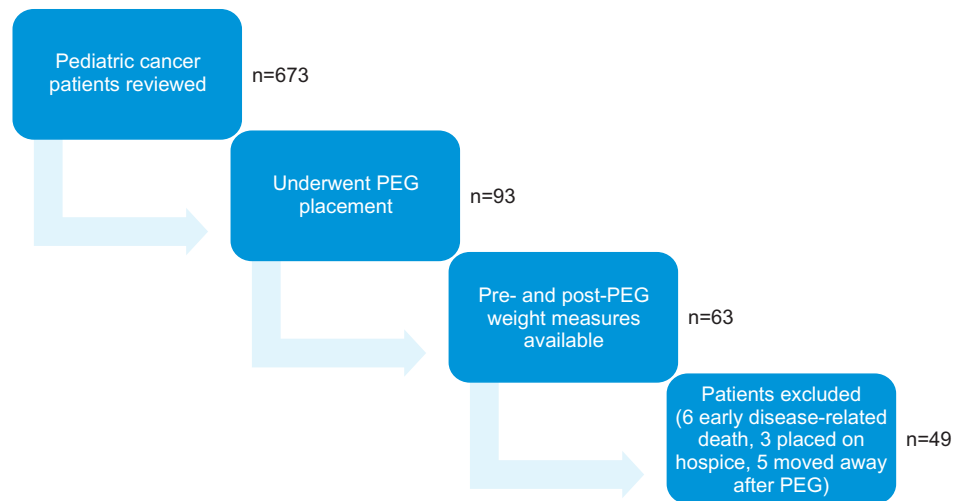 Pediatric cancer
patients reviewed
n=673
Underwent PEG
placement
n=93
Pre- and post-PEG
weight measures
available
n=63
Patients excluded
(6 early disease-related
death, 3 placed on
hospice, 5 moved away
after PEG)
n=49